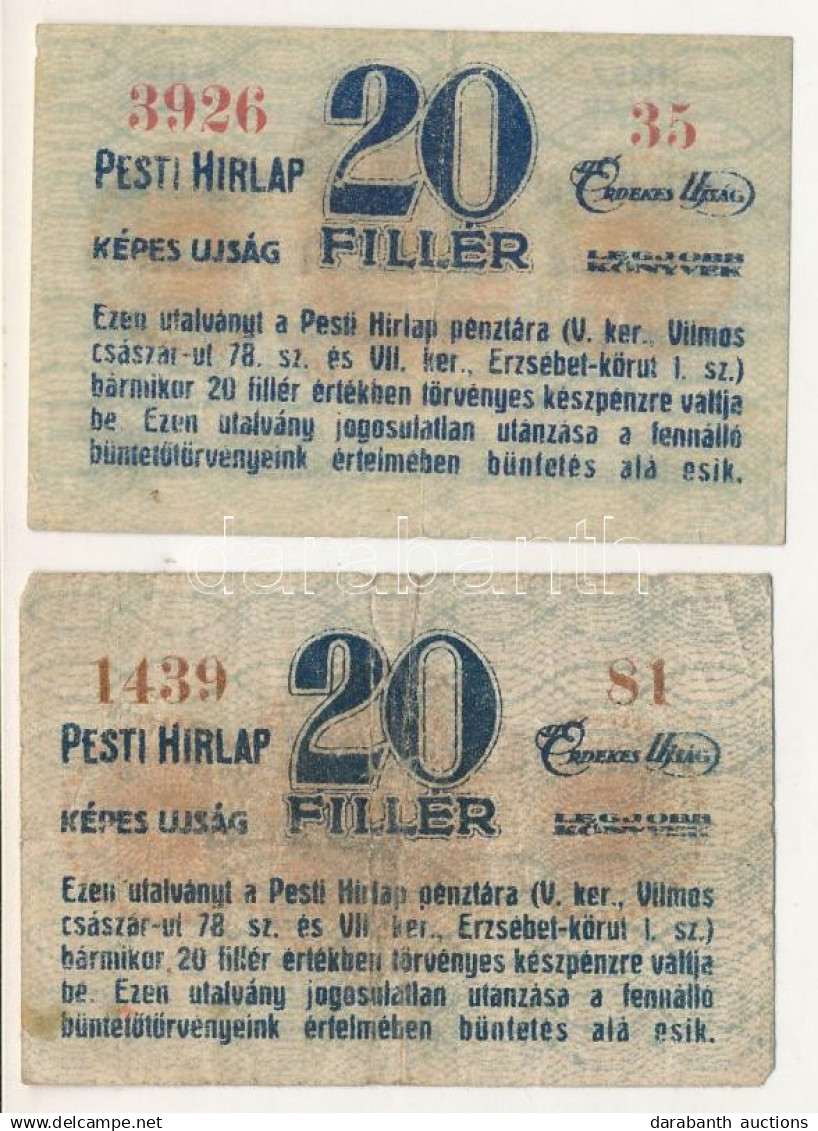 3926
20
35
PESTI HIRLAP
AZ ÉRDEKES UJSÁG
KÉPES UJSÁG
FILLÉR
LEGJOBB KÖNYVEK
Ezen utalványt a Pesti Hirlap pénztára (V. ker., Vilmos
császár-ut 78. sz. és VII. ker., Erzsébet-körut 1. sz.)
bármikor 20 fillér értékben törvényes készpénzre váltja
be. Ezen utalvány jogosulatlan utánzása a fennálló
büntetőtörvényeink értelmében büntetés alá esik.
darabanth
1439
20
81
PESTI HIRLAP
AZ ÉRDEKES UJSÁG
KÉPES UJSÁG
FILLÉR
LEGJOBB KÖNYVEK
Ezen utalványt a Pesti Hirlap pénztára (V. ker., Vilmos
császár-ut 78. sz. és VII. ker., Erzsébet-körut 1. sz.)
bármikor 20 fillér értékben törvényes készpénzre váltja
be. Ezen utalvány jogosulatlan utánzása a fennálló
büntetőtörvényeink értelmében büntetés alá esik.
darabanth auctions